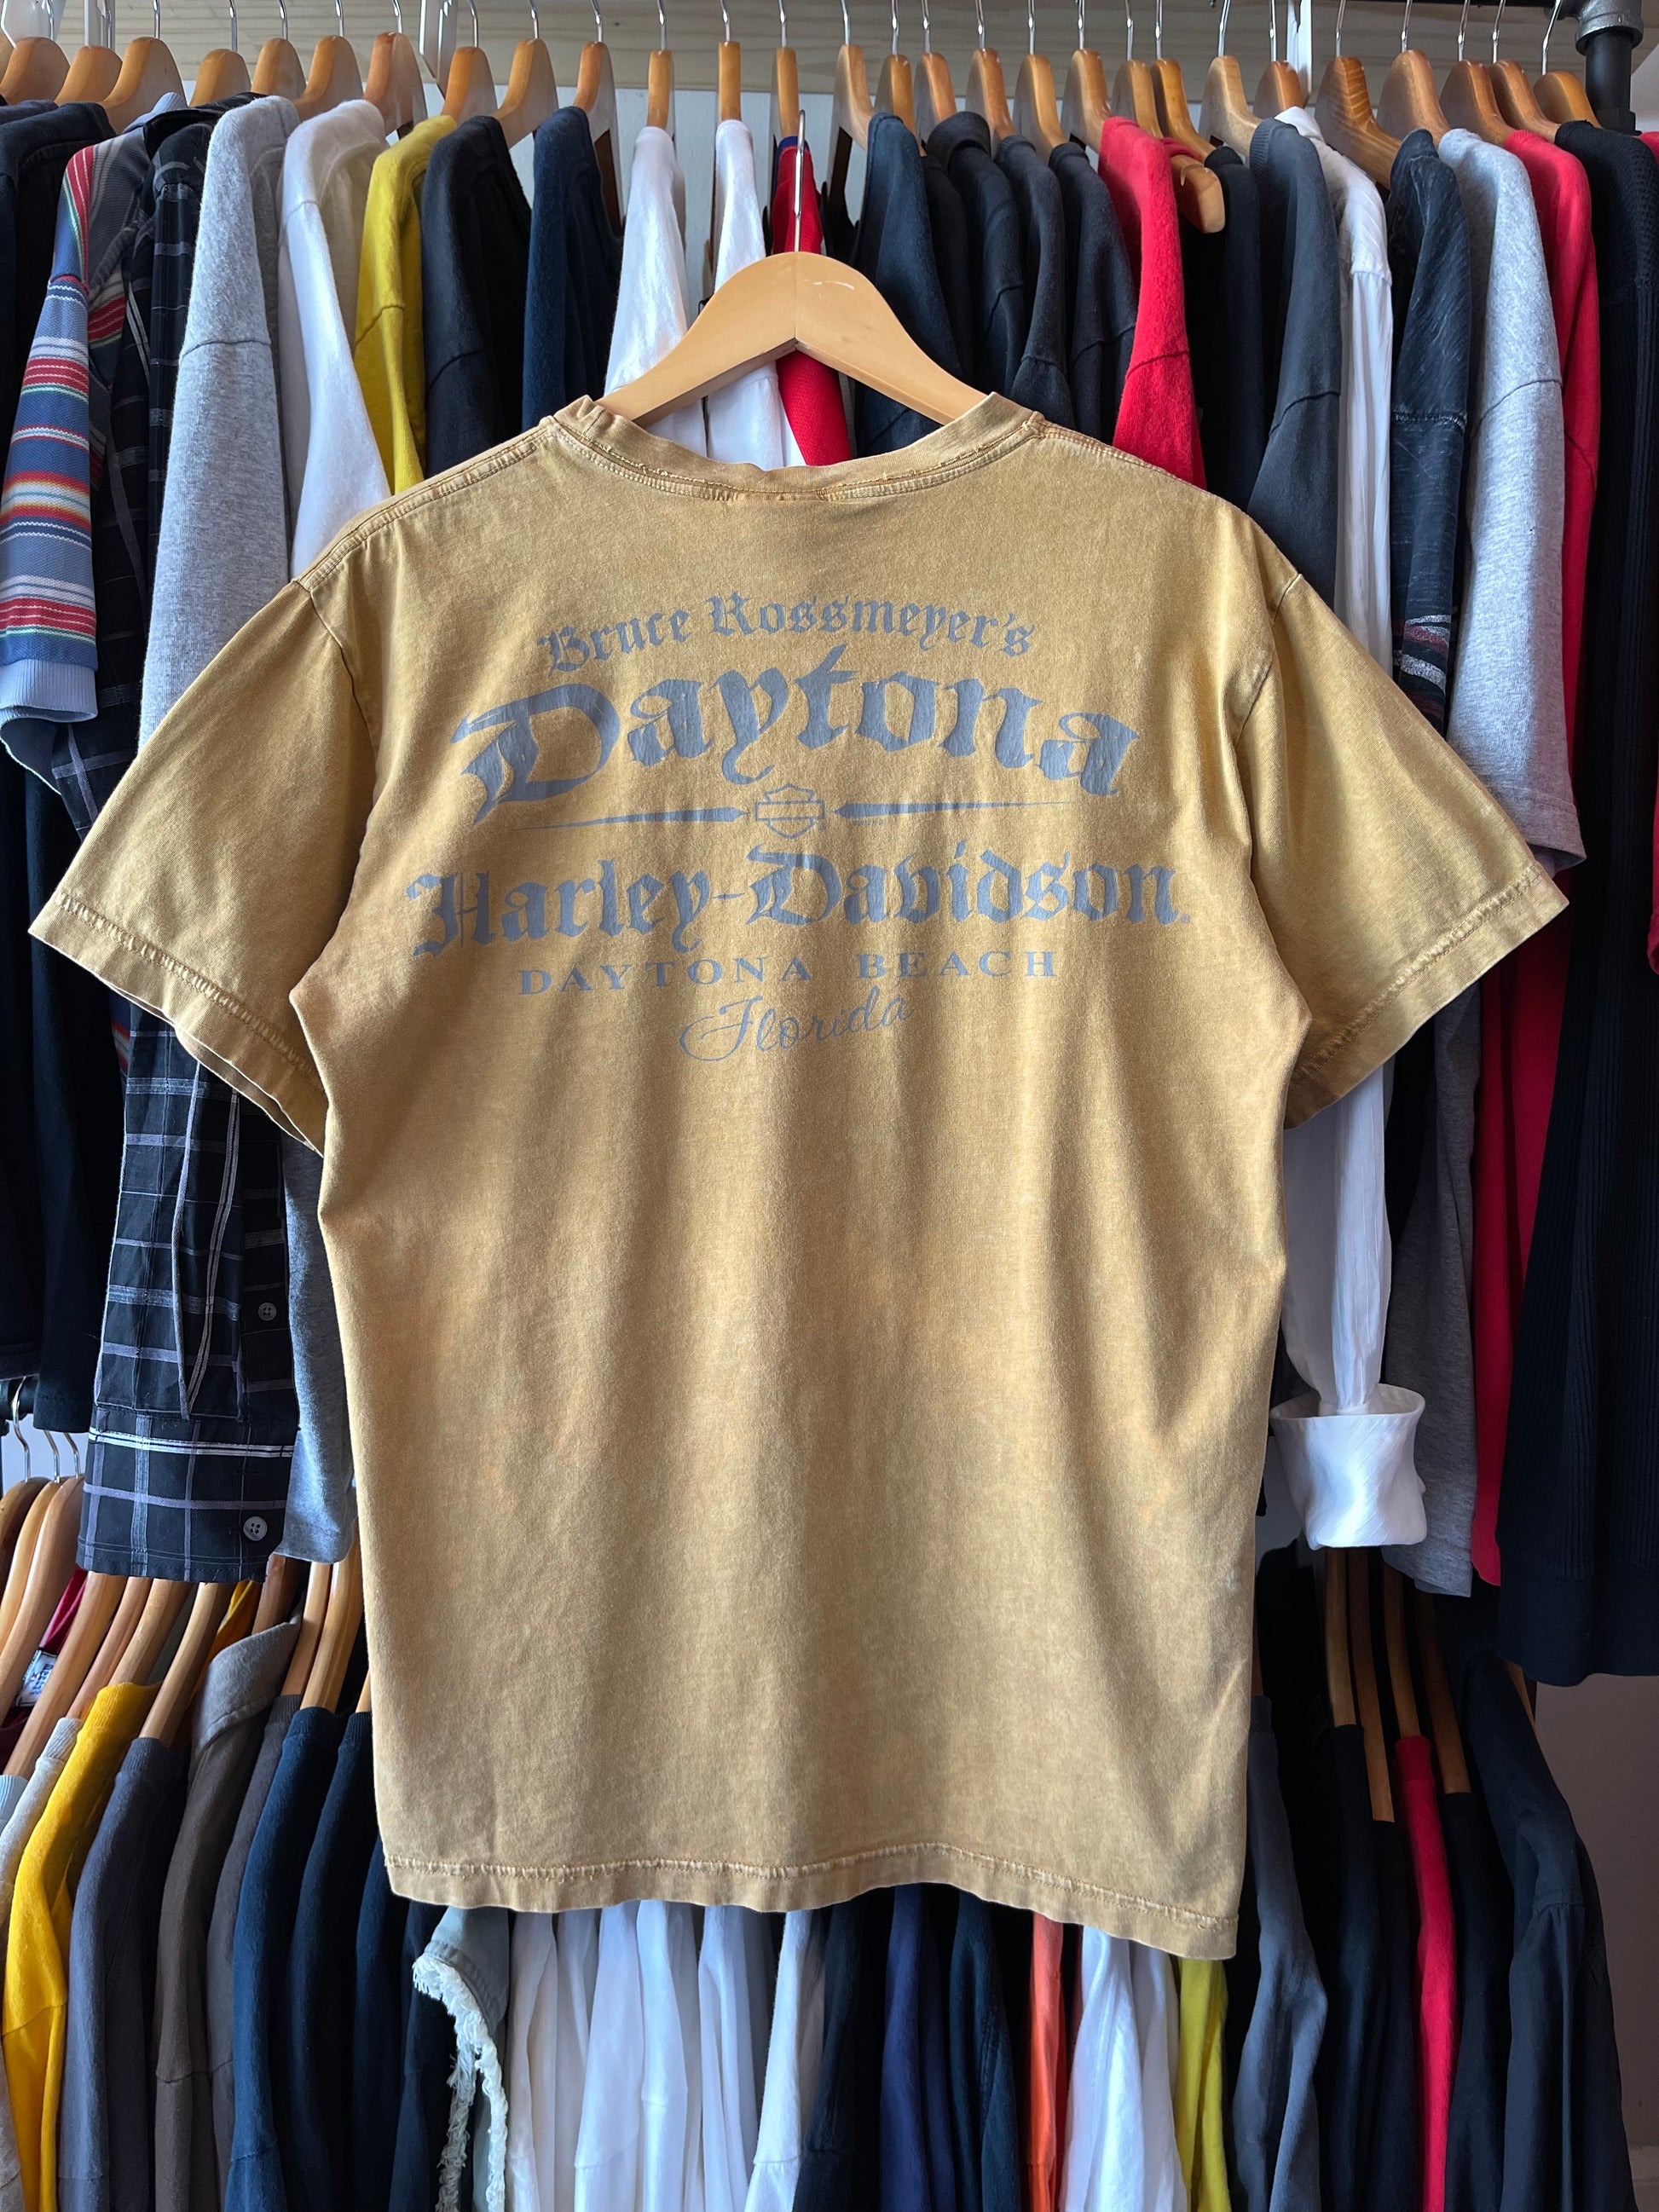 Bruce Rossmeyer's
Daytona
Harley-Davidson
DAYTONA BEACH
Florida